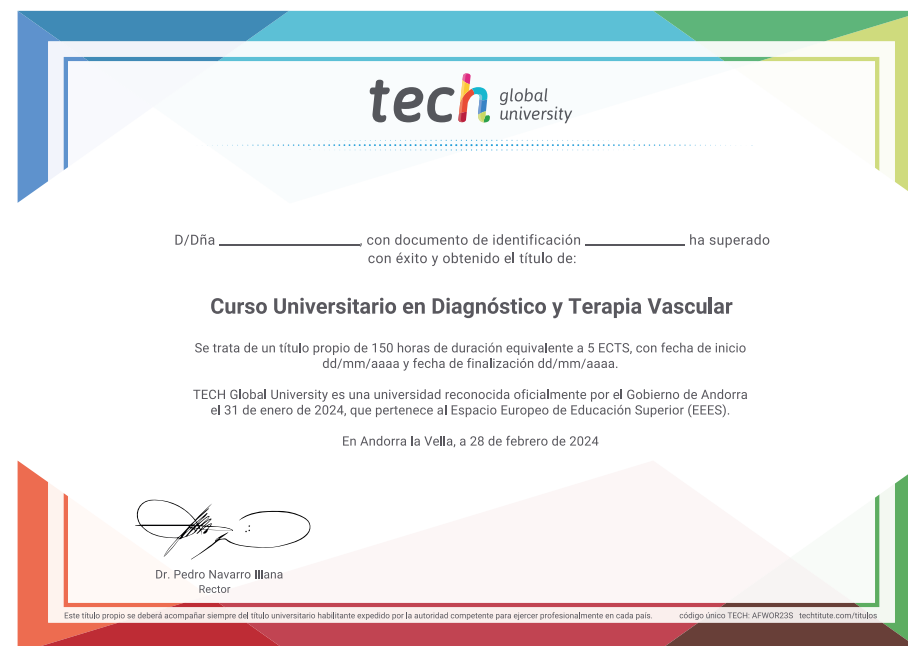 tech global university
D/Dña ____________, con documento de identificación ____________ ha superado
con éxito y obtenido el título de:
Curso Universitario en Diagnóstico y Terapia Vascular
Se trata de un título propio de 150 horas de duración equivalente a 5 ECTS, con fecha de inicio
dd/mm/aaaa y fecha de finalización dd/mm/aaaa.
TECH Global University es una universidad reconocida oficialmente por el Gobierno de Andorra
el 31 de enero de 2024, que pertenece al Espacio Europeo de Educación Superior (EEES).
En Andorra la Vella, a 28 de febrero de 2024
Dr. Pedro Navarro Illana
Rector
Este título propio se deberá acompañar siempre del título universitario habilitante expedido por la autoridad competente para ejercer profesionalmente en cada país. código único TECH: AFWOR23S techtitute.com/titulos